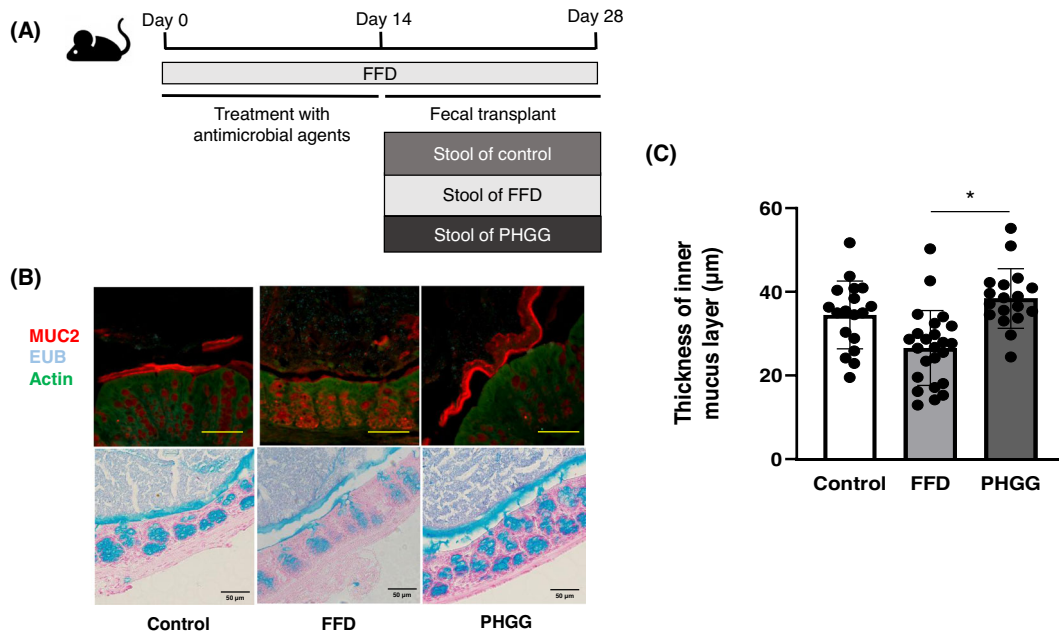 (A)
Day 0
Day 14
Day 28
FFD
Treatment with
antimicrobial agents
Fecal transplant
Stool of control
Stool of FFD
Stool of PHGG
(B)
MUC2
EUB
Actin
50 μm
50 μm
50 μm
Control
FFD
PHGG
(C)
*
Thickness of inner
mucus layer (μm)
60
40
20
0
Control
FFD
PHGG